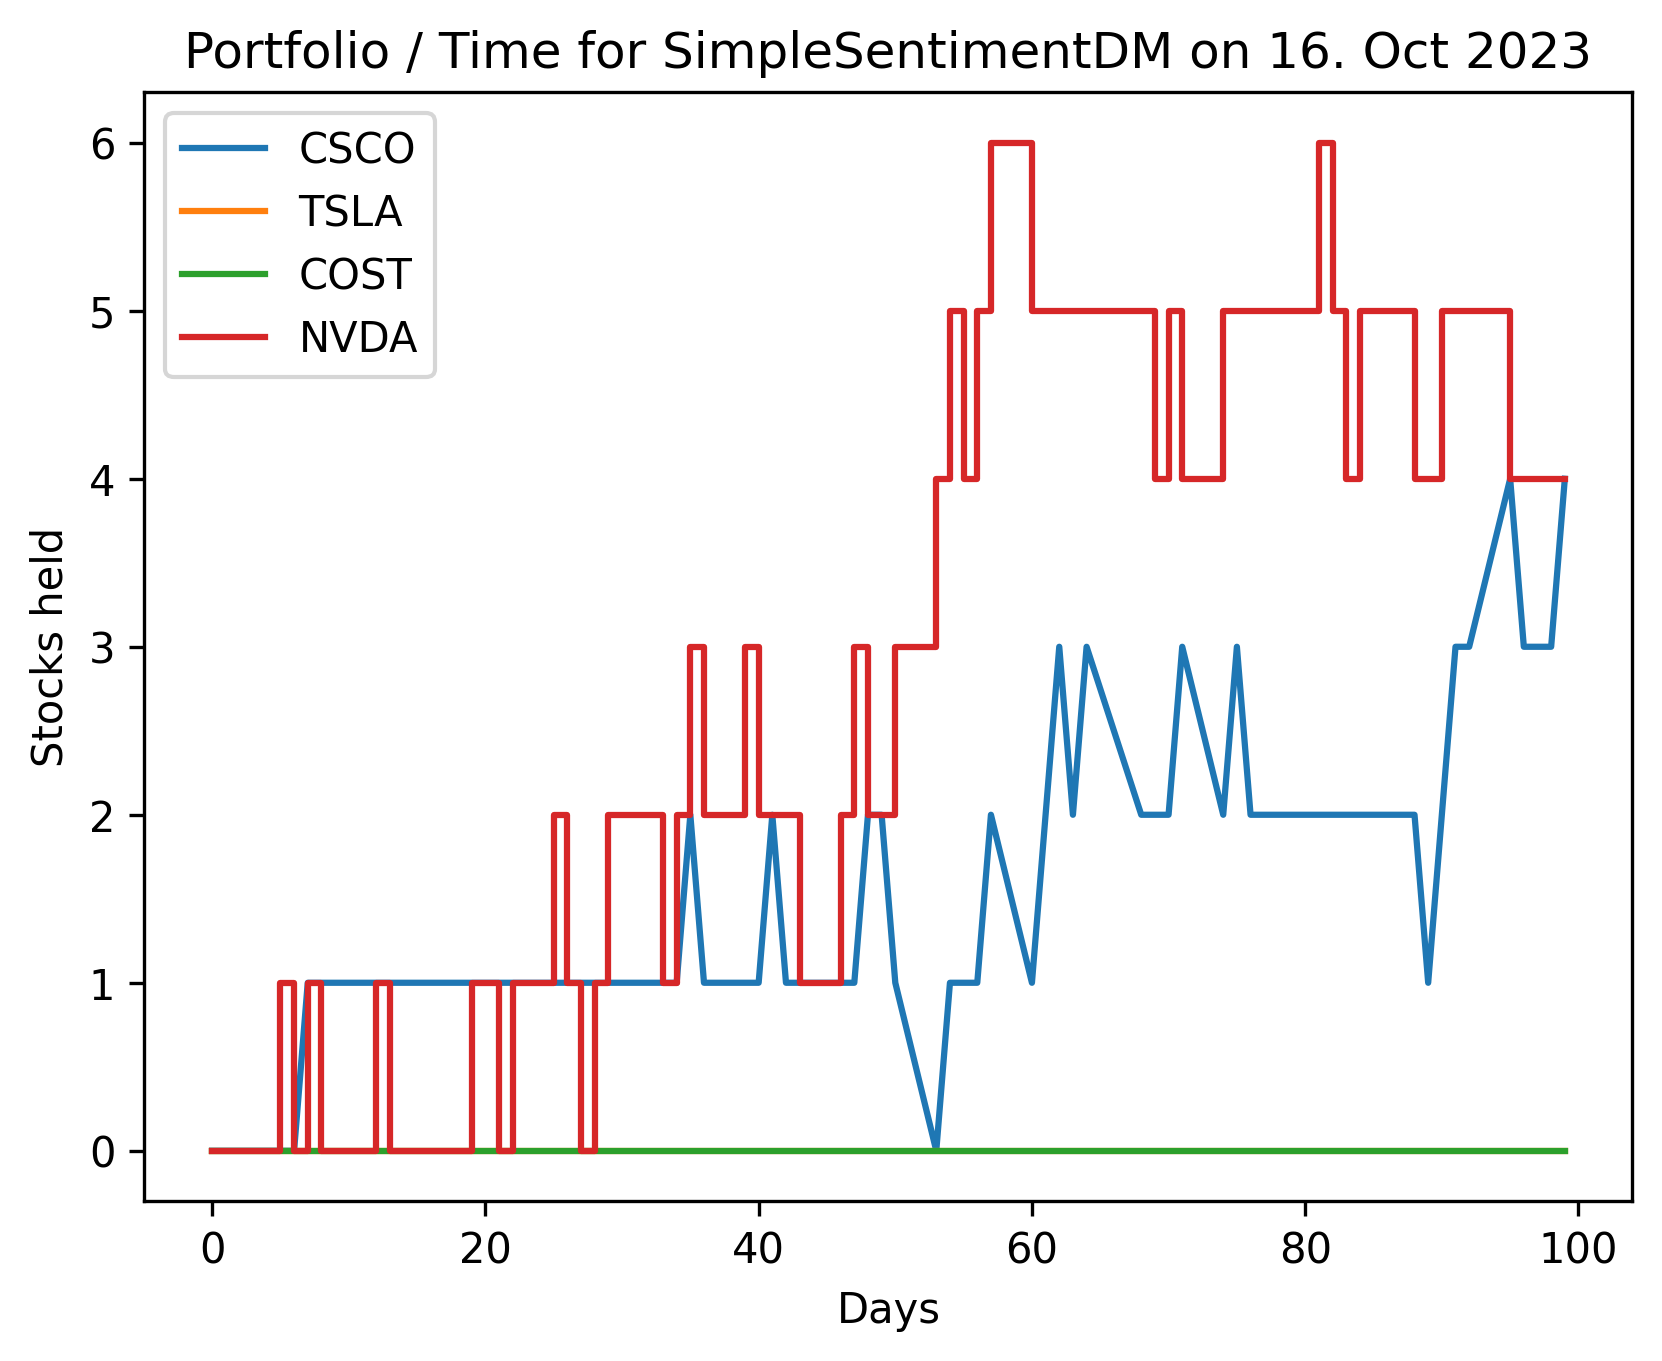 Portfolio / Time for SimpleSentimentDM on 16. Oct 2023
CSCO
TSLA
COST
NVDA
6
5
4
3
2
1
0
Stocks held
0 20 40 60 80 100
Days